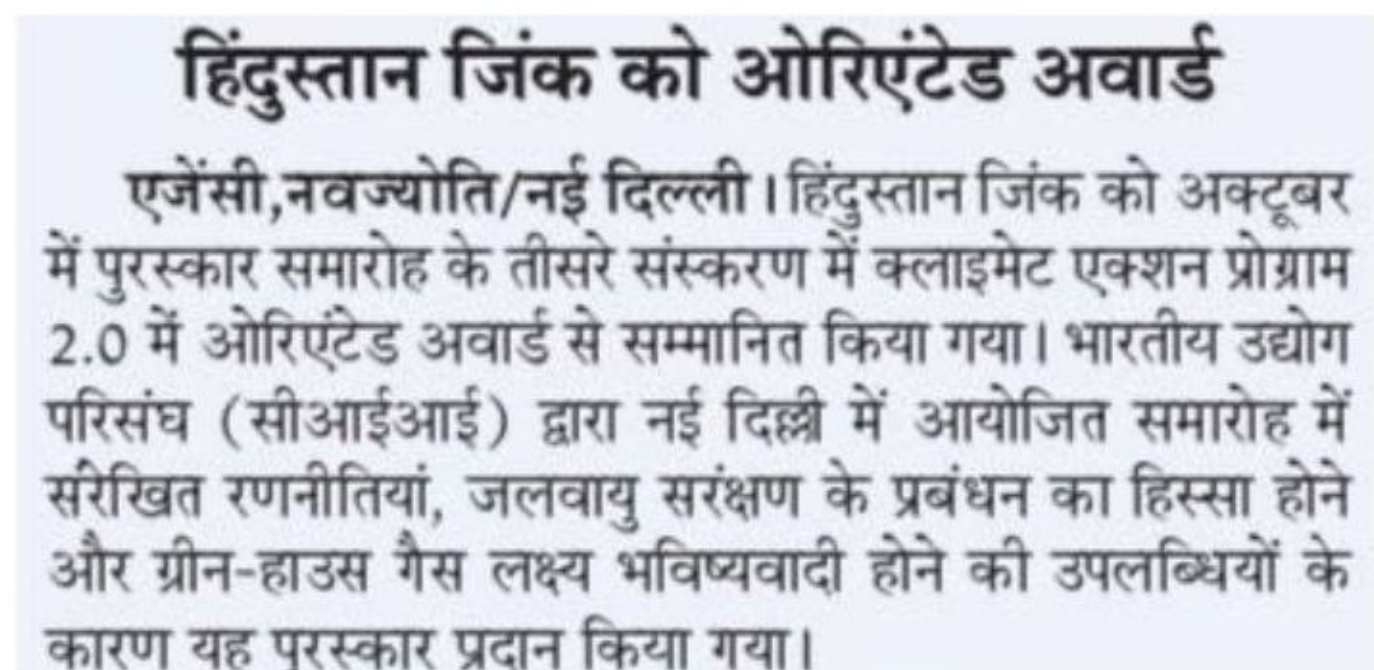 हिंदुस्तान जिंक को ओरिएंटेड अवार्ड
एजेंसी,नवज्योति/नई दिल्ली। हिंदुस्तान जिंक को अक्टूबर
में पुरस्कार समारोह के तीसरे संस्करण में क्लाइमेट एक्शन प्रोग्राम
2.0 में ओरिएंटेड अवार्ड से सम्मानित किया गया। भारतीय उद्योग
परिसंघ (सीआईआई) द्वारा नई दिल्ली में आयोजित समारोह में
संरेखित रणनीतियां, जलवायु सरंक्षण के प्रबंधन का हिस्सा होने
और ग्रीन-हाउस गैस लक्ष्य भविष्यवादी होने की उपलब्धियों के
कारण यह पुरस्कार प्रदान किया गया।